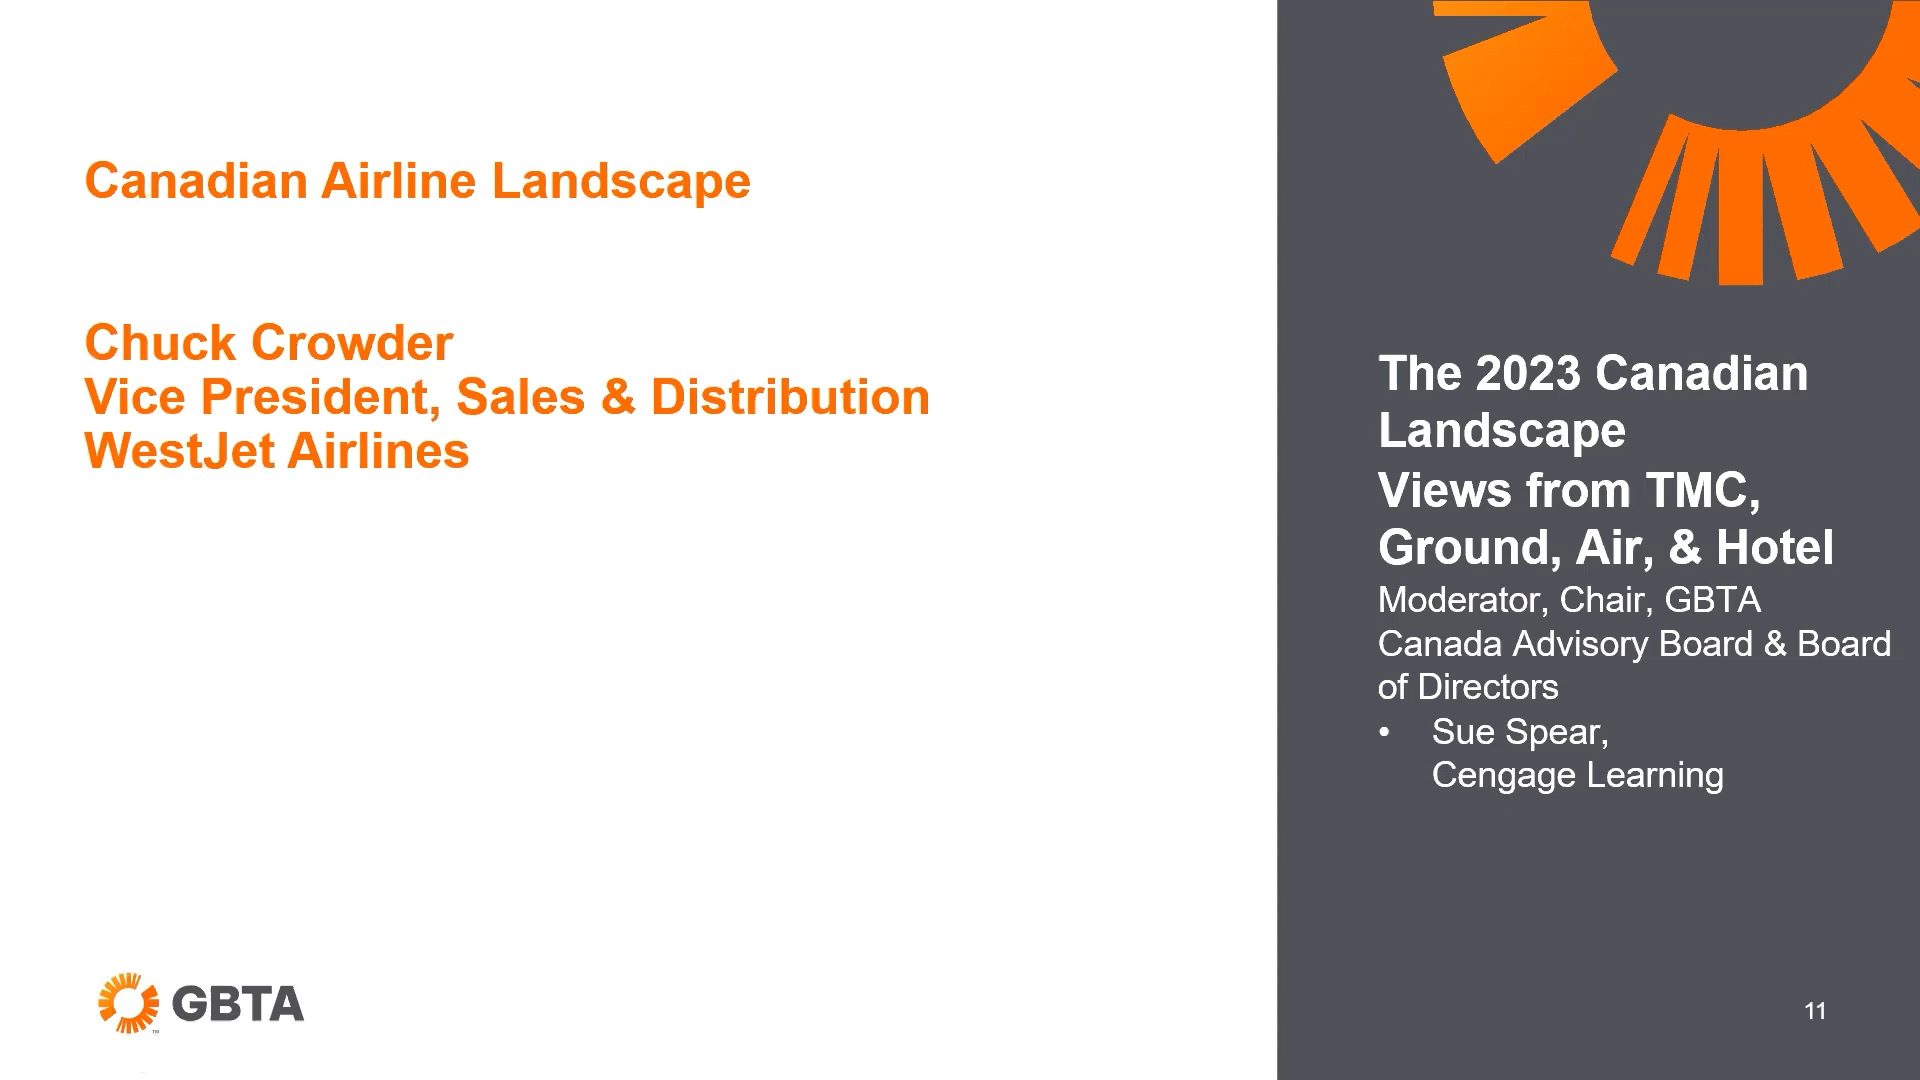 Canadian Airline Landscape
Chuck Crowder
Vice President, Sales & Distribution
WestJet Airlines
The 2023 Canadian
Landscape
Views from TMC,
Ground, Air, & Hotel
Moderator, Chair, GBTA
Canada Advisory Board & Board
of Directors
• Sue Spear,
Cengage Learning
GBTA
TM
11